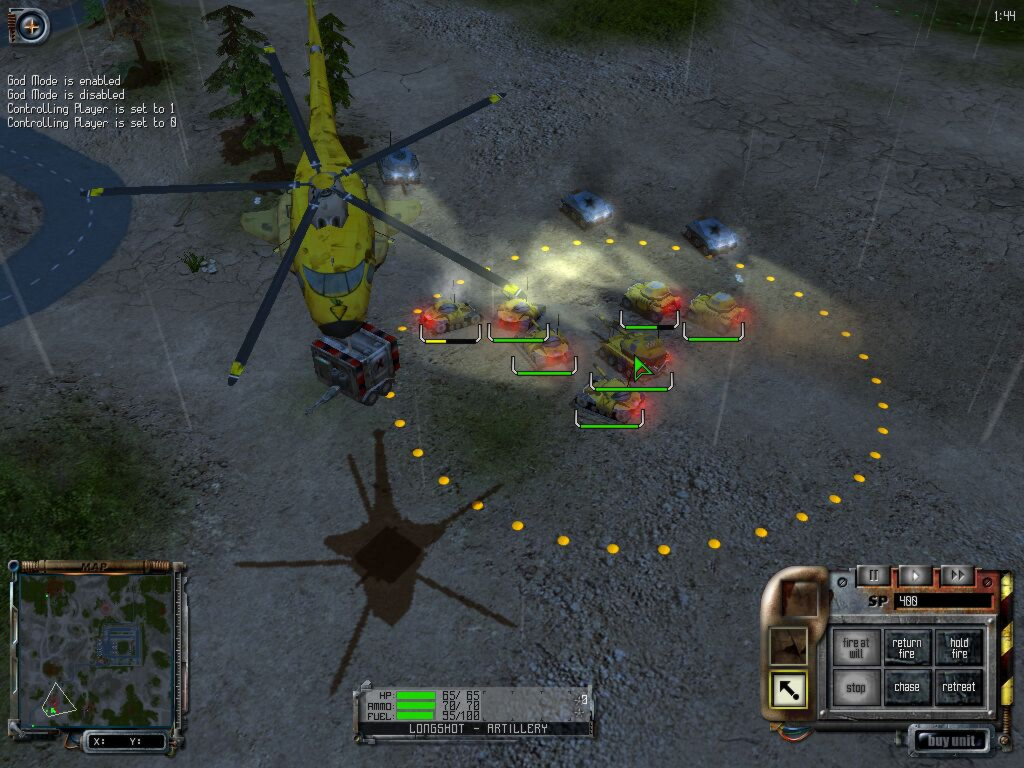 1:44
God Mode is enabled
God Mode is disabled
Controlling Player is set to 1
Controlling Player is set to 0
MAP
X: Y:
HP: 65/ 65
AMMO: 70/ 70
FUEL: 95/100
LONGSHOT - ARTILLERY
SP 400
fire at will
return fire
hold fire
stop
chase
retreat
buy unit